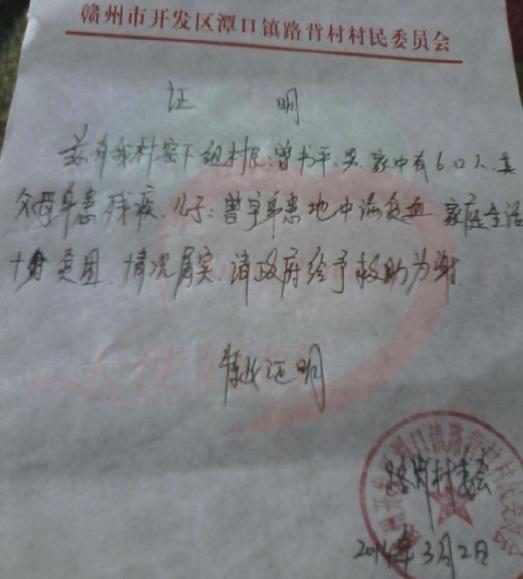 赣州市开发区潭口镇路背村村民委员会
证 明
兹有我村窑下组村民:曾书平,男,家中有6口人,其
父母身患残疾,儿子:曾宇身患地中海贫血,家庭生活
十分贫困,情况属实,请政府给予救助为谢.
特此证明
路背村委会
2014年3月2日